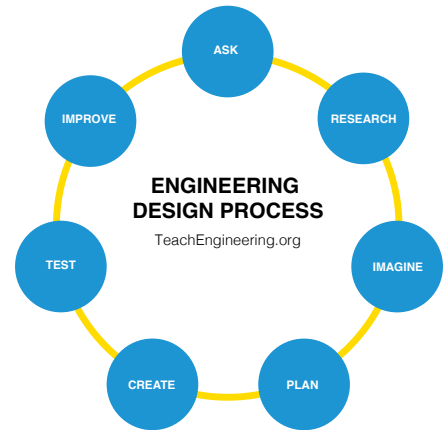 ASK
RESEARCH
IMAGINE
PLAN
CREATE
TEST
IMPROVE
ENGINEERING
DESIGN PROCESS
TeachEngineering.org